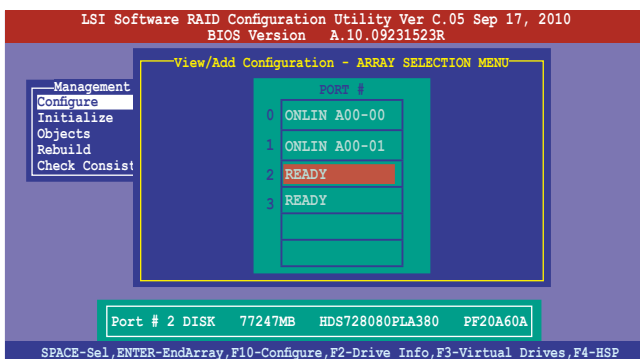 LSI Software RAID Configuration Utility Ver C.05 Sep 17, 2010
BIOS Version A.10.09231523R
View/Add Configuration - ARRAY SELECTION MENU
Management
Configure
Initialize
Objects
Rebuild
Check Consist
PORT #
0 ONLIN A00-00
1 ONLIN A00-01
2 READY
3 READY
Port # 2 DISK 77247MB HDS728080PLA380 PF20A60A
SPACE-Sel,ENTER-EndArray,F10-Configure,F2-Drive Info,F3-Virtual Drives,F4-HSP